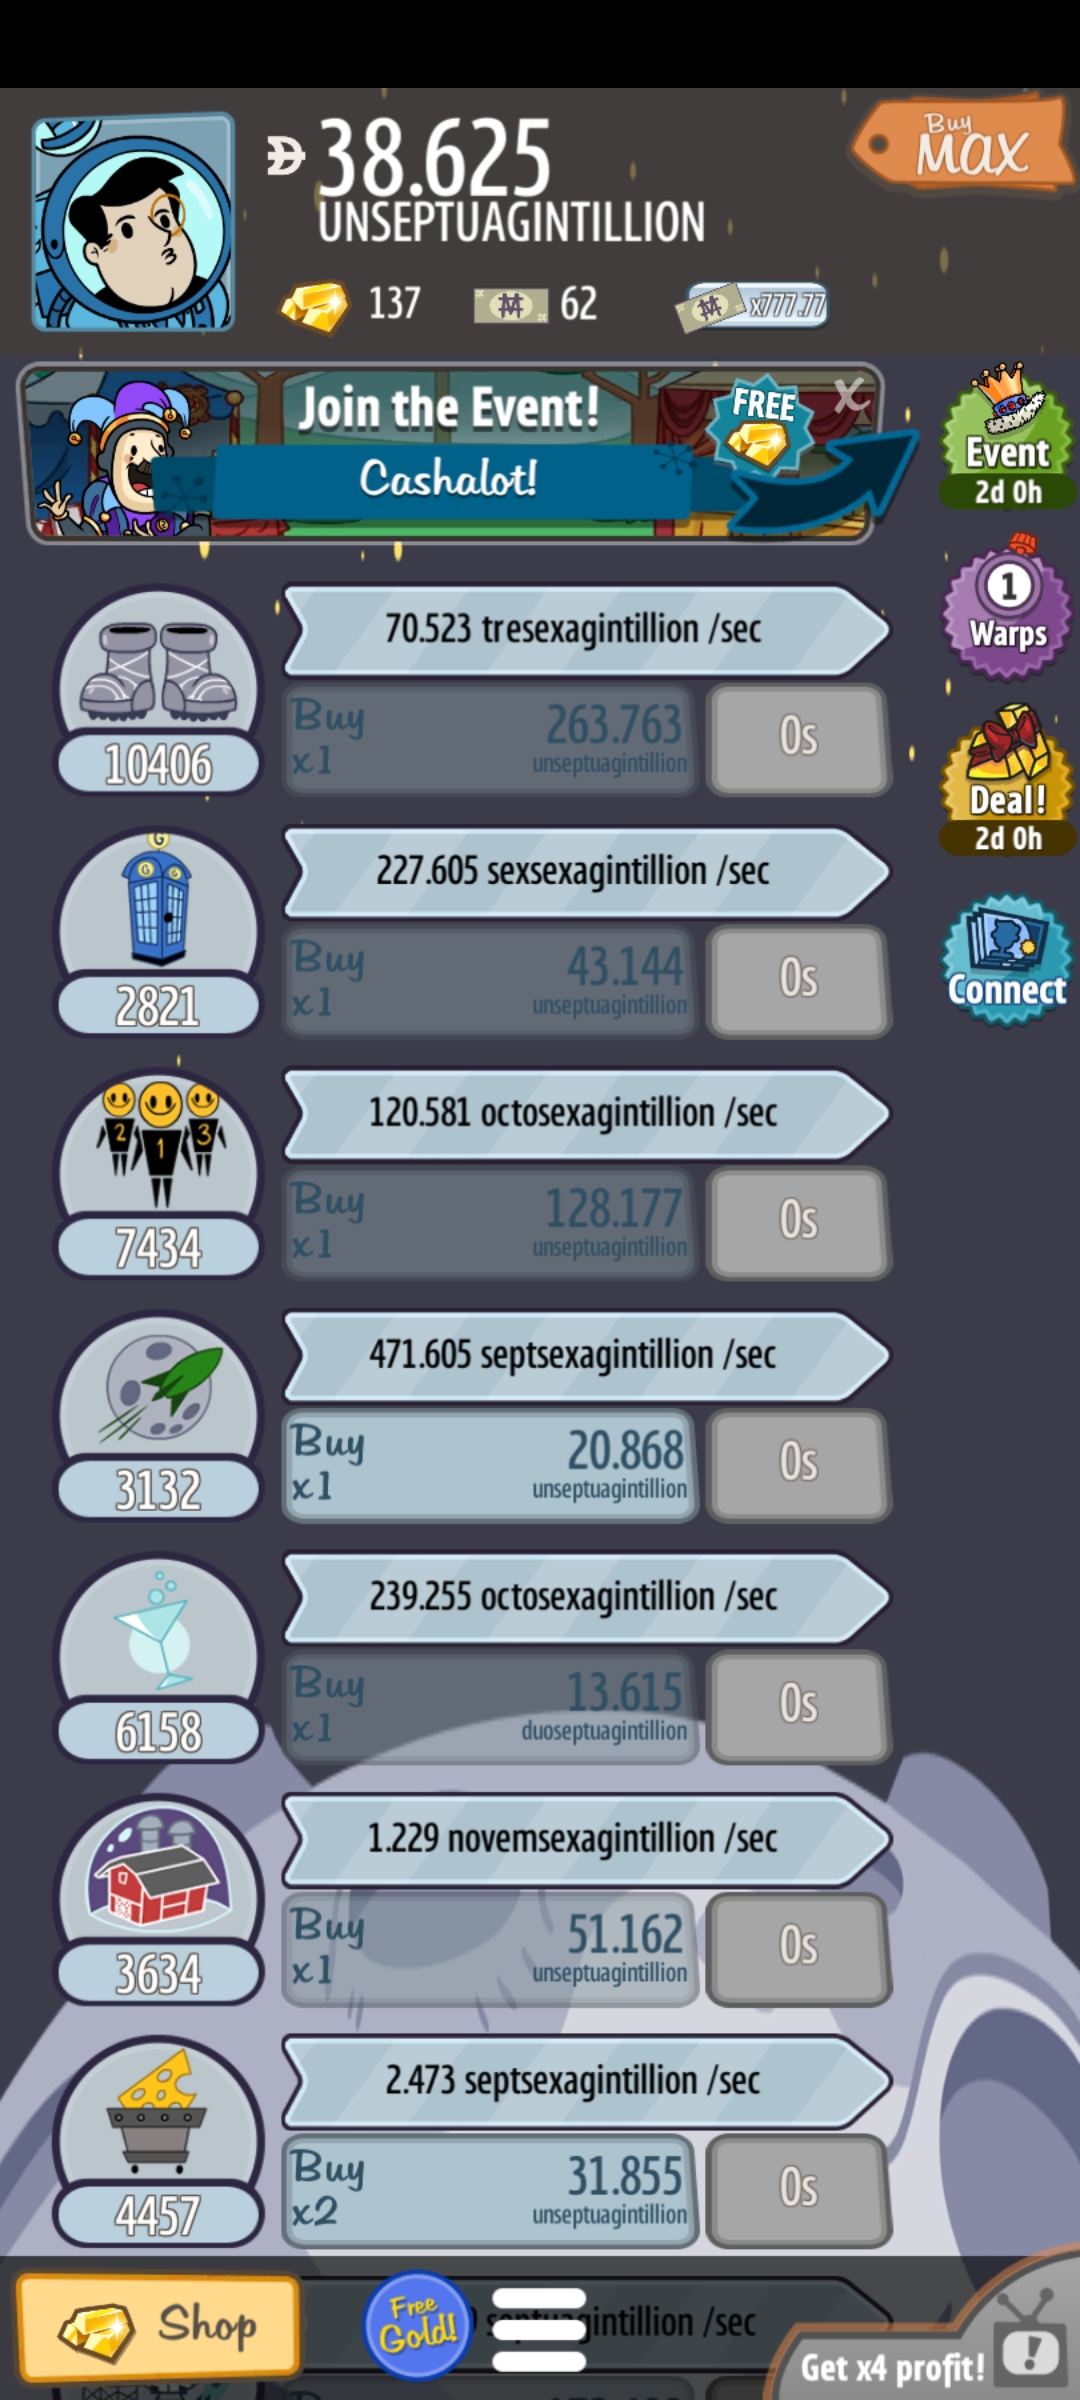 38.625
Buy
MAX
UNSEPTUAGINTILLION
137
62
x777.77
Join the Event!
FREE
X
Cashalot!
Event
2d 0h
70.523 tresexagintillion /sec
1
Warps
Buy
263.763
x1
unseptuagintillion
0s
10406
Deal!
2d 0h
227.605 sexsexagintillion /sec
Buy
43.144
x1
unseptuagintillion
0s
2821
Connect
120.581 octosexagintillion /sec
2
1
3
Buy
128.177
x1
unseptuagintillion
0s
7434
471.605 septsexagintillion /sec
Buy
20.868
x1
unseptuagintillion
0s
3132
239.255 octosexagintillion /sec
Buy
13.615
x1
duoseptuagintillion
0s
6158
1.229 novemsexagintillion /sec
Buy
51.162
x1
unseptuagintillion
0s
3634
2.473 septsexagintillion /sec
Buy
31.855
x2
unseptuagintillion
0s
4457
Shop
Free
Gold!
septuagintillion /sec
Get x4 profit!